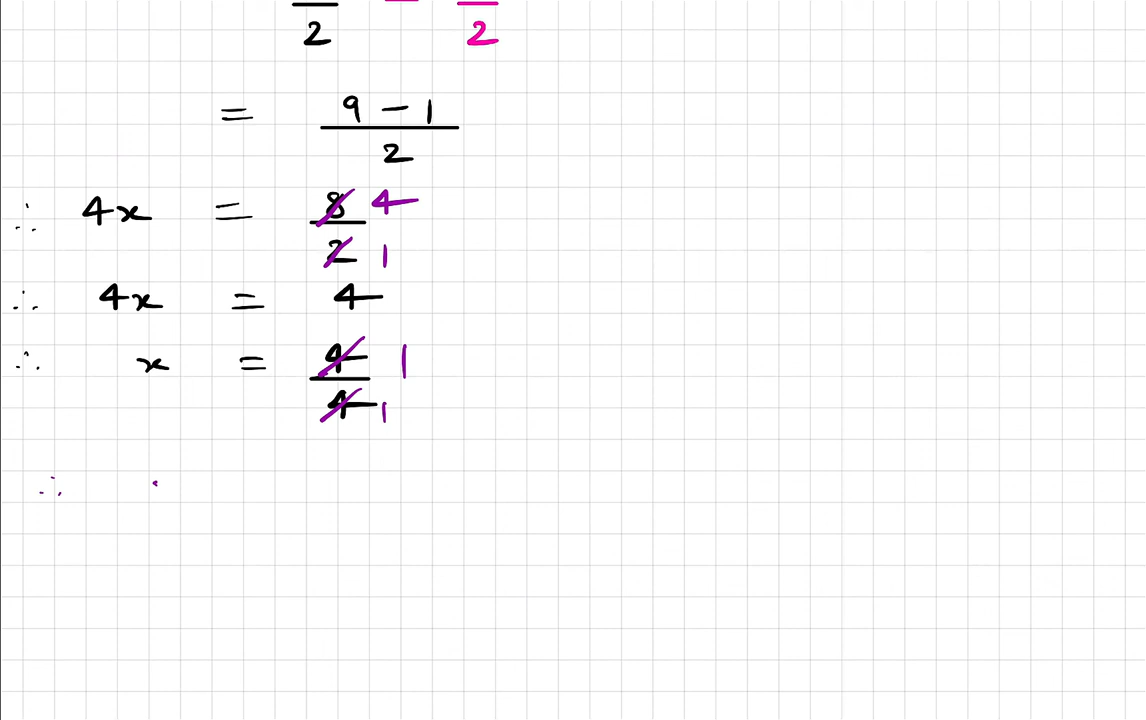 2 2
= 9 - 1
2
∴ 4x = 8 4
2 1
∴ 4x = 4
∴ x = 4 1
4 1
∴